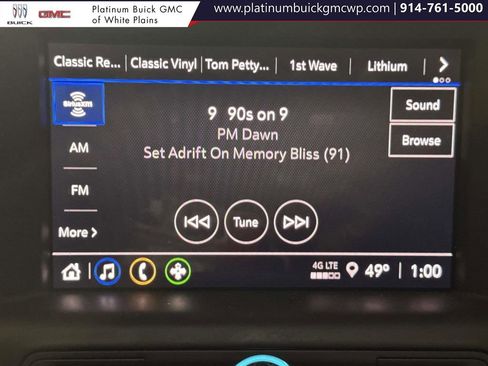 BUICK
GMC
Platinum Buick GMC
of White Plains
www.platinumbuickgmcwp.com | 914-761-5000
Classic Re... | Classic Vinyl | Tom Petty... | 1st Wave | Lithium
SiriusXM
9 90s on 9
Sound
PM Dawn
Browse
AM
Set Adrift On Memory Bliss (91)
FM
Tune
More >
4G LTE
49° | 1:00